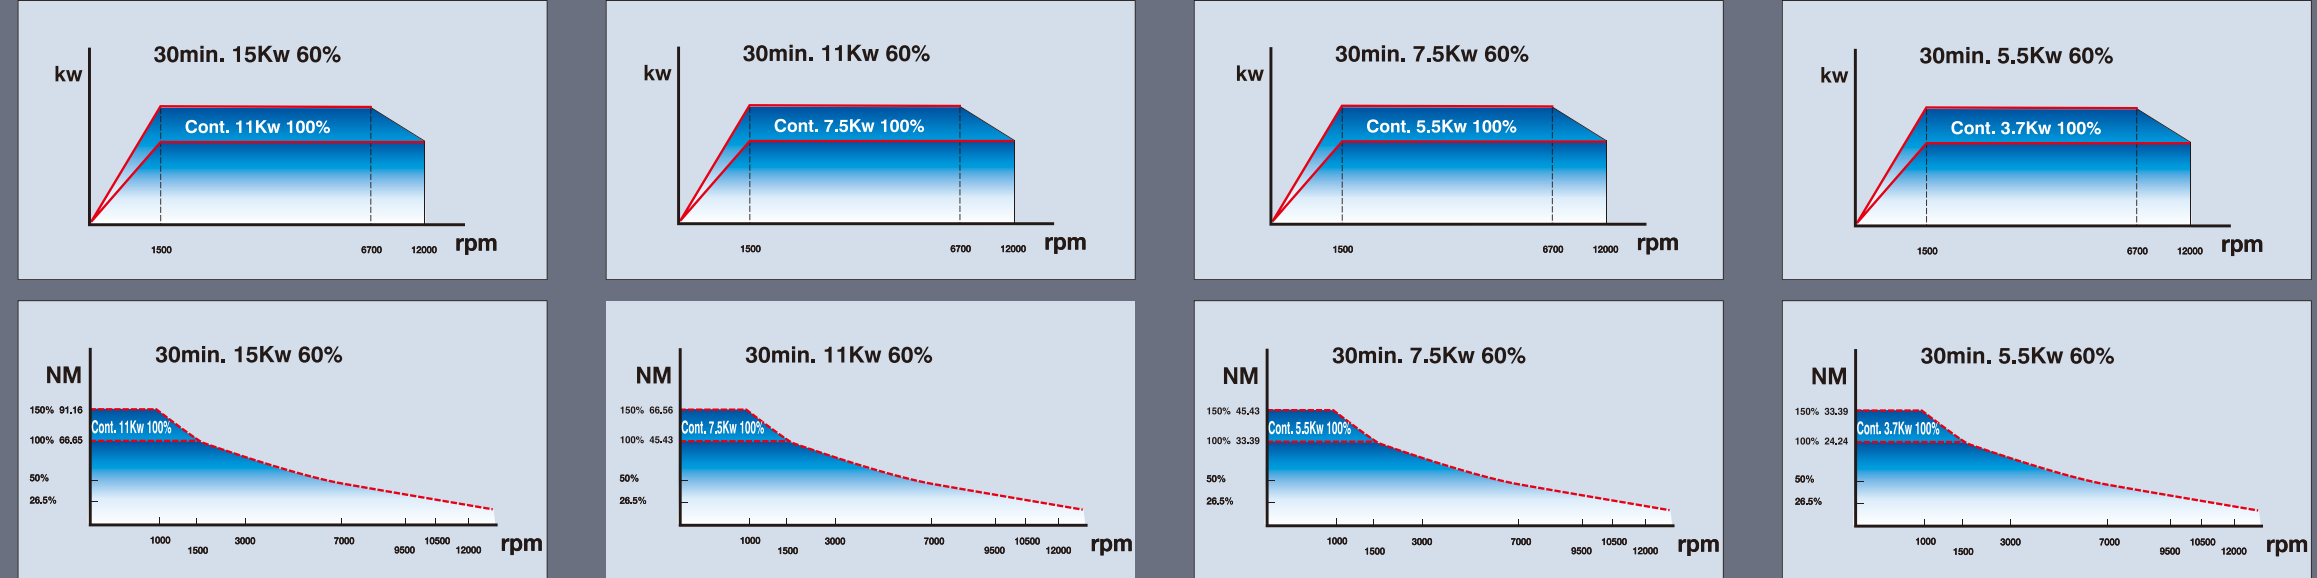 30min. 15Kw 60%
kw
Cont. 11Kw 100%
1500 6700 12000 rpm
30min. 11Kw 60%
kw
Cont. 7.5Kw 100%
1500 6700 12000 rpm
30min. 7.5Kw 60%
kw
Cont. 5.5Kw 100%
1500 6700 12000 rpm
30min. 5.5Kw 60%
kw
Cont. 3.7Kw 100%
1500 6700 12000 rpm
30min. 15Kw 60%
NM
150% 91.16
Cont. 11Kw 100%
100% 66.65
50%
26.5%
1000 1500 3000 7000 9500 10500 12000 rpm
30min. 11Kw 60%
NM
150% 66,56
Cont. 7.5Kw 100%
100% 45.43
50%
26.5%
1000 1500 3000 7000 9500 10500 12000 rpm
30min. 7.5Kw 60%
NM
150% 45,43
Cont. 5.5Kw 100%
100% 33.39
50%
26.5%
1000 1500 3000 7000 9500 10500 12000 rpm
30min. 5.5Kw 60%
NM
150% 33.39
Cont. 3.7Kw 100%
100% 24,24
50%
26.5%
1000 1500 3000 7000 9500 10500 12000 rpm